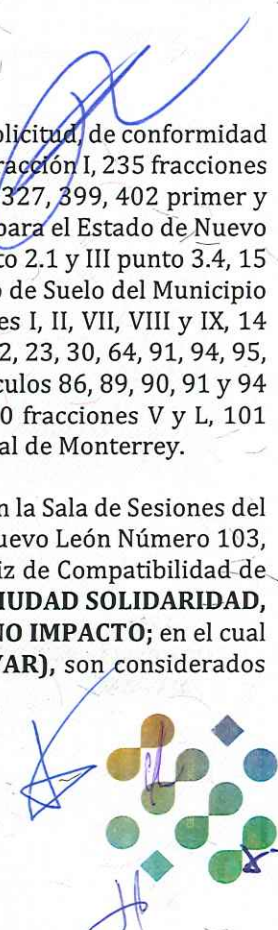 olicitud, de conformidad
racción I, 235 fracciones
327, 399, 402 primer y
para el Estado de Nuevo
to 2.1 y III punto 3.4, 15
o de Suelo del Municipio
es I, II, VII, VIII y IX, 14
2, 23, 30, 64, 91, 94, 95,
culos 86, 89, 90, 91 y 94
0 fracciones V y L, 101
al de Monterrey.
n la Sala de Sesiones del
uevo León Número 103,
iz de Compatibilidad de
IUDAD SOLIDARIDAD,
NO IMPACTO; en el cual
VAR), son considerados